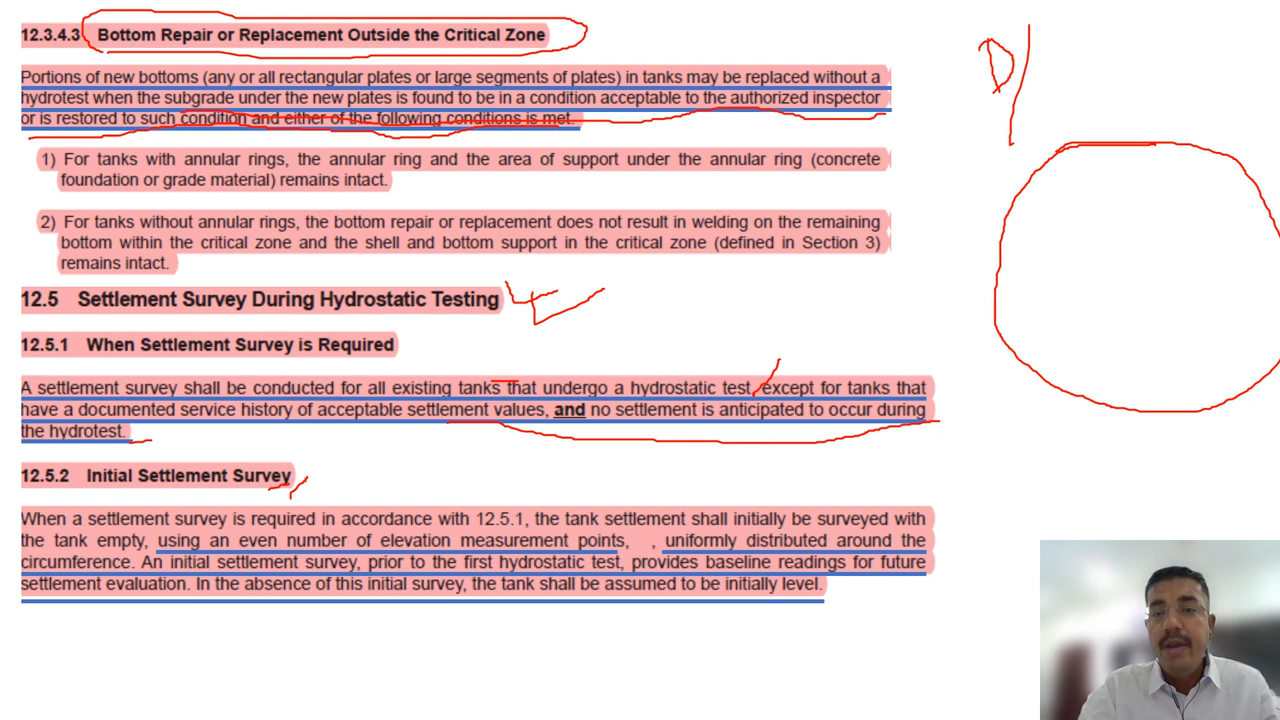 12.3.4.3 Bottom Repair or Replacement Outside the Critical Zone
Portions of new bottoms (any or all rectangular plates or large segments of plates) in tanks may be replaced without a
hydrotest when the subgrade under the new plates is found to be in a condition acceptable to the authorized inspector
or is restored to such condition and either of the following conditions is met.
1) For tanks with annular rings, the annular ring and the area of support under the annular ring (concrete
foundation or grade material) remains intact.
2) For tanks without annular rings, the bottom repair or replacement does not result in welding on the remaining
bottom within the critical zone and the shell and bottom support in the critical zone (defined in Section 3)
remains intact.
12.5 Settlement Survey During Hydrostatic Testing
12.5.1 When Settlement Survey is Required
A settlement survey shall be conducted for all existing tanks that undergo a hydrostatic test, except for tanks that
have a documented service history of acceptable settlement values, and no settlement is anticipated to occur during
the hydrotest.
12.5.2 Initial Settlement Survey
When a settlement survey is required in accordance with 12.5.1, the tank settlement shall initially be surveyed with
the tank empty, using an even number of elevation measurement points, , uniformly distributed around the
circumference. An initial settlement survey, prior to the first hydrostatic test, provides baseline readings for future
settlement evaluation. In the absence of this initial survey, the tank shall be assumed to be initially level.
D/